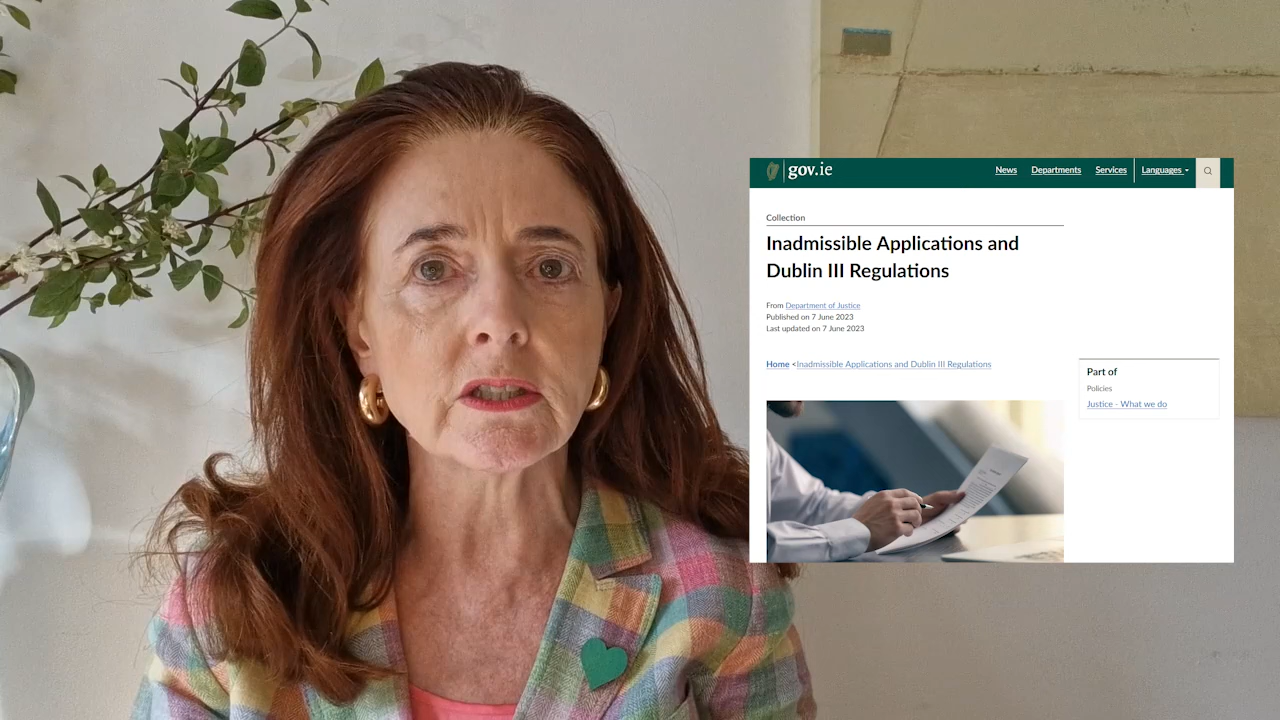 gov.ie
News Departments Services Languages
Collection
Inadmissible Applications and
Dublin III Regulations
From Department of Justice
Published on 7 June 2023
Last updated on 7 June 2023
Home <Inadmissible Applications and Dublin III Regulations
Part of
Policies
Justice - What we do